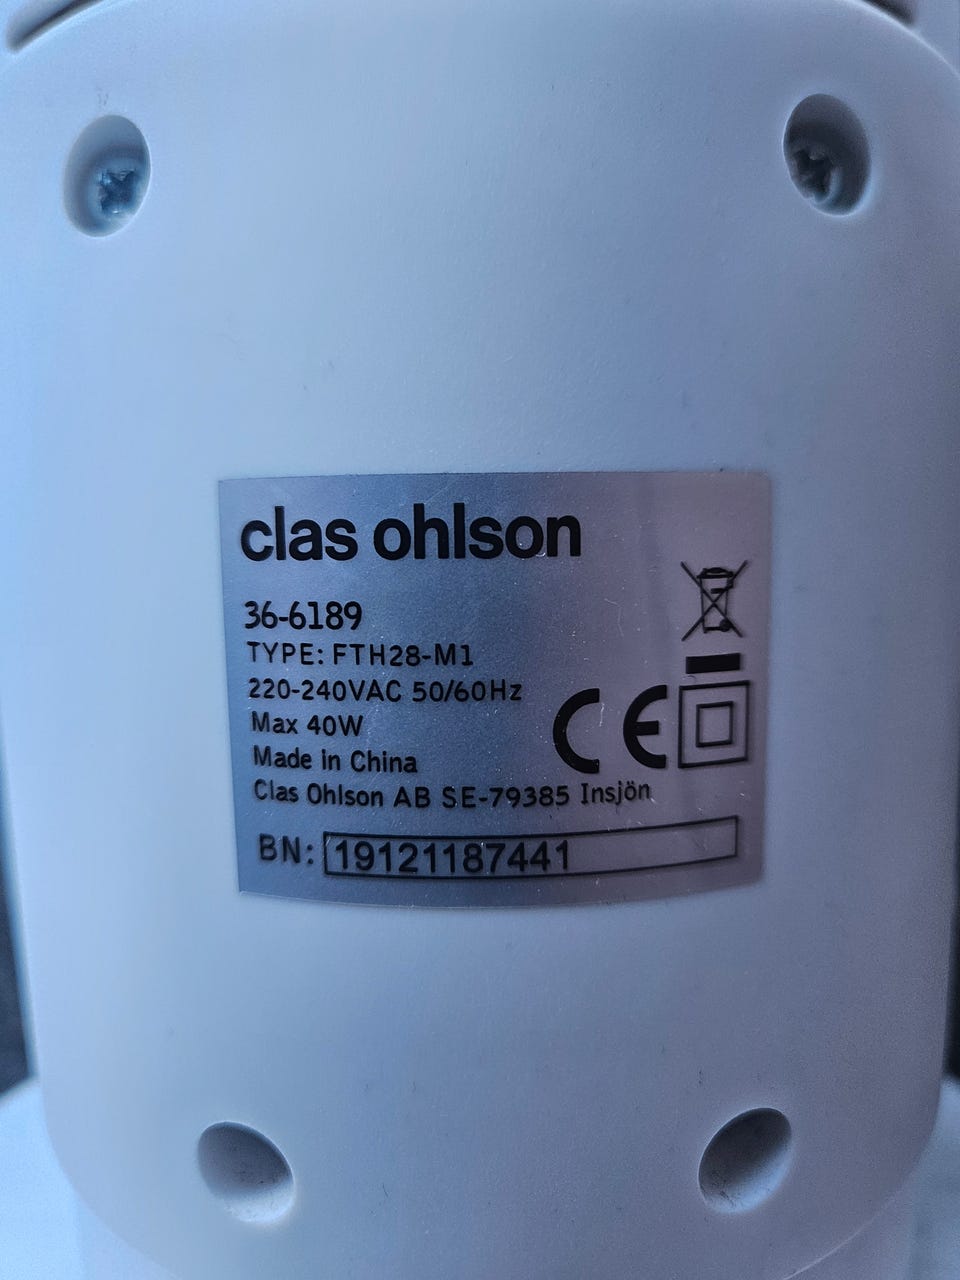 clas ohlson
36-6189
TYPE: FTH28-M1
220-240VAC 50/60Hz
Max 40W
Made in China
Clas Ohlson AB SE-79385 Insjön
CE
BN: 19121187441